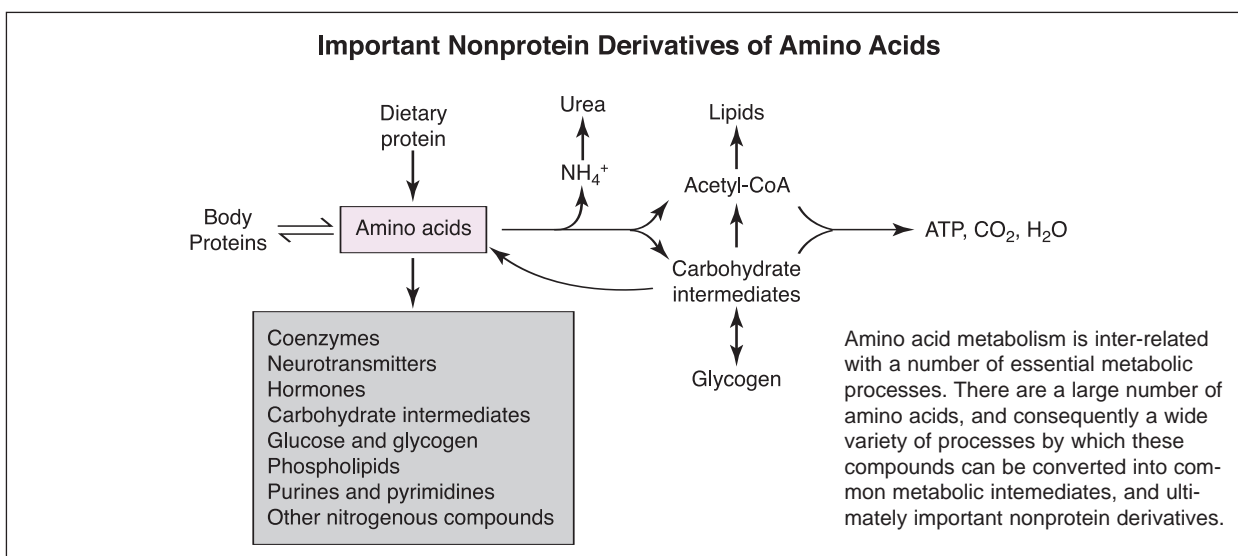 Important Nonprotein Derivatives of Amino Acids
Dietary
protein
Urea
NH₄⁺
Lipids
Acetyl-CoA
Body
Proteins
Amino acids
ATP, CO₂, H₂O
Carbohydrate
intermediates
Glycogen
Coenzymes
Neurotransmitters
Hormones
Carbohydrate intermediates
Glucose and glycogen
Phospholipids
Purines and pyrimidines
Other nitrogenous compounds
Amino acid metabolism is inter-related
with a number of essential metabolic
processes. There are a large number of
amino acids, and consequently a wide
variety of processes by which these
compounds can be converted into com-
mon metabolic intemediates, and ulti-
mately important nonprotein derivatives.